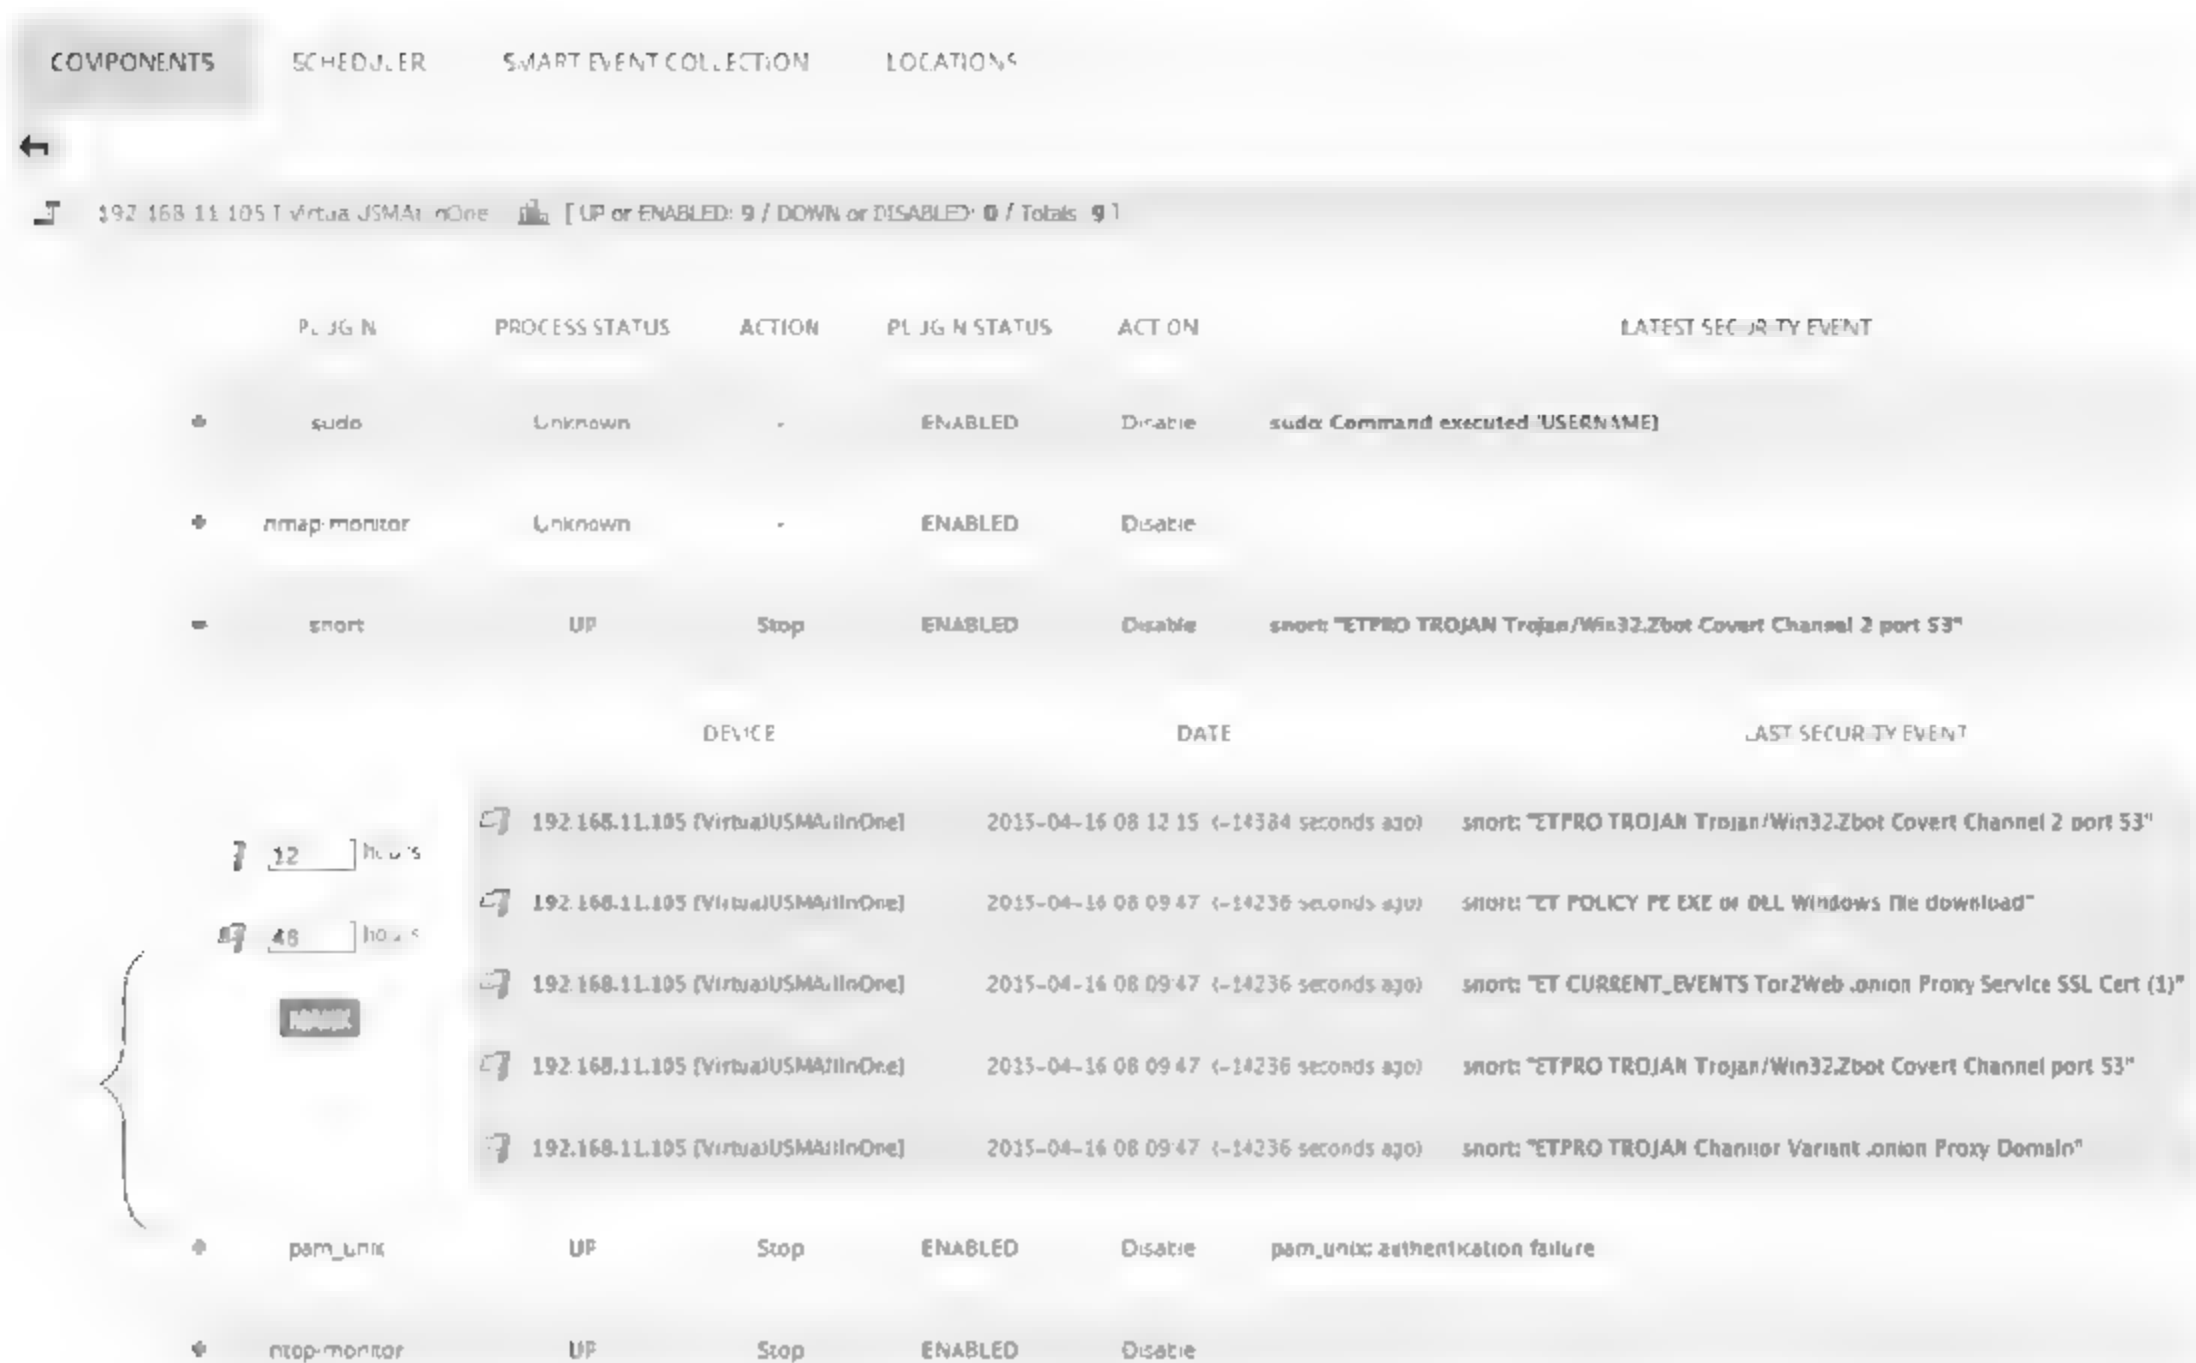 COMPONENTS SCHEDULER SMART EVENT COLLECTION LOCATIONS
192.168.11.105 [ VirtualUSMAllInOne [ UP or ENABLED: 9 / DOWN or DISABLED: 0 / Totals: 9 ]
PLUGIN PROCESS STATUS ACTION PLUGIN STATUS ACTION LATEST SECURITY EVENT
sudo Unknown - ENABLED Disable sudo: Command executed [USERNAME]
nmap-monitor Unknown - ENABLED Disable
snort UP Stop ENABLED Disable snort: "ETPRO TROJAN Trojan/Win32.Zbot Covert Channel 2 port 53"
DEVICE DATE LAST SECURITY EVENT
192.168.11.105 [VirtualUSMAllInOne] 2015-04-16 08:12:15 (-14384 seconds ago) snort: "ETPRO TROJAN Trojan/Win32.Zbot Covert Channel 2 port 53"
12 hours
192.168.11.105 [VirtualUSMAllInOne] 2015-04-16 08:09:47 (-14236 seconds ago) snort: "ET POLICY PE EXE or DLL Windows file download"
48 hours
192.168.11.105 [VirtualUSMAllInOne] 2015-04-16 08:09:47 (-14236 seconds ago) snort: "ET CURRENT_EVENTS Tor2Web .onion Proxy Service SSL Cert (1)"
192.168.11.105 [VirtualUSMAllInOne] 2015-04-16 08:09:47 (-14236 seconds ago) snort: "ETPRO TROJAN Trojan/Win32.Zbot Covert Channel port 53"
192.168.11.105 [VirtualUSMAllInOne] 2015-04-16 08:09:47 (-14236 seconds ago) snort: "ETPRO TROJAN Chanitor Variant .onion Proxy Domain"
pam_unix UP Stop ENABLED Disable pam_unix: authentication failure
ntop-monitor UP Stop ENABLED Disable